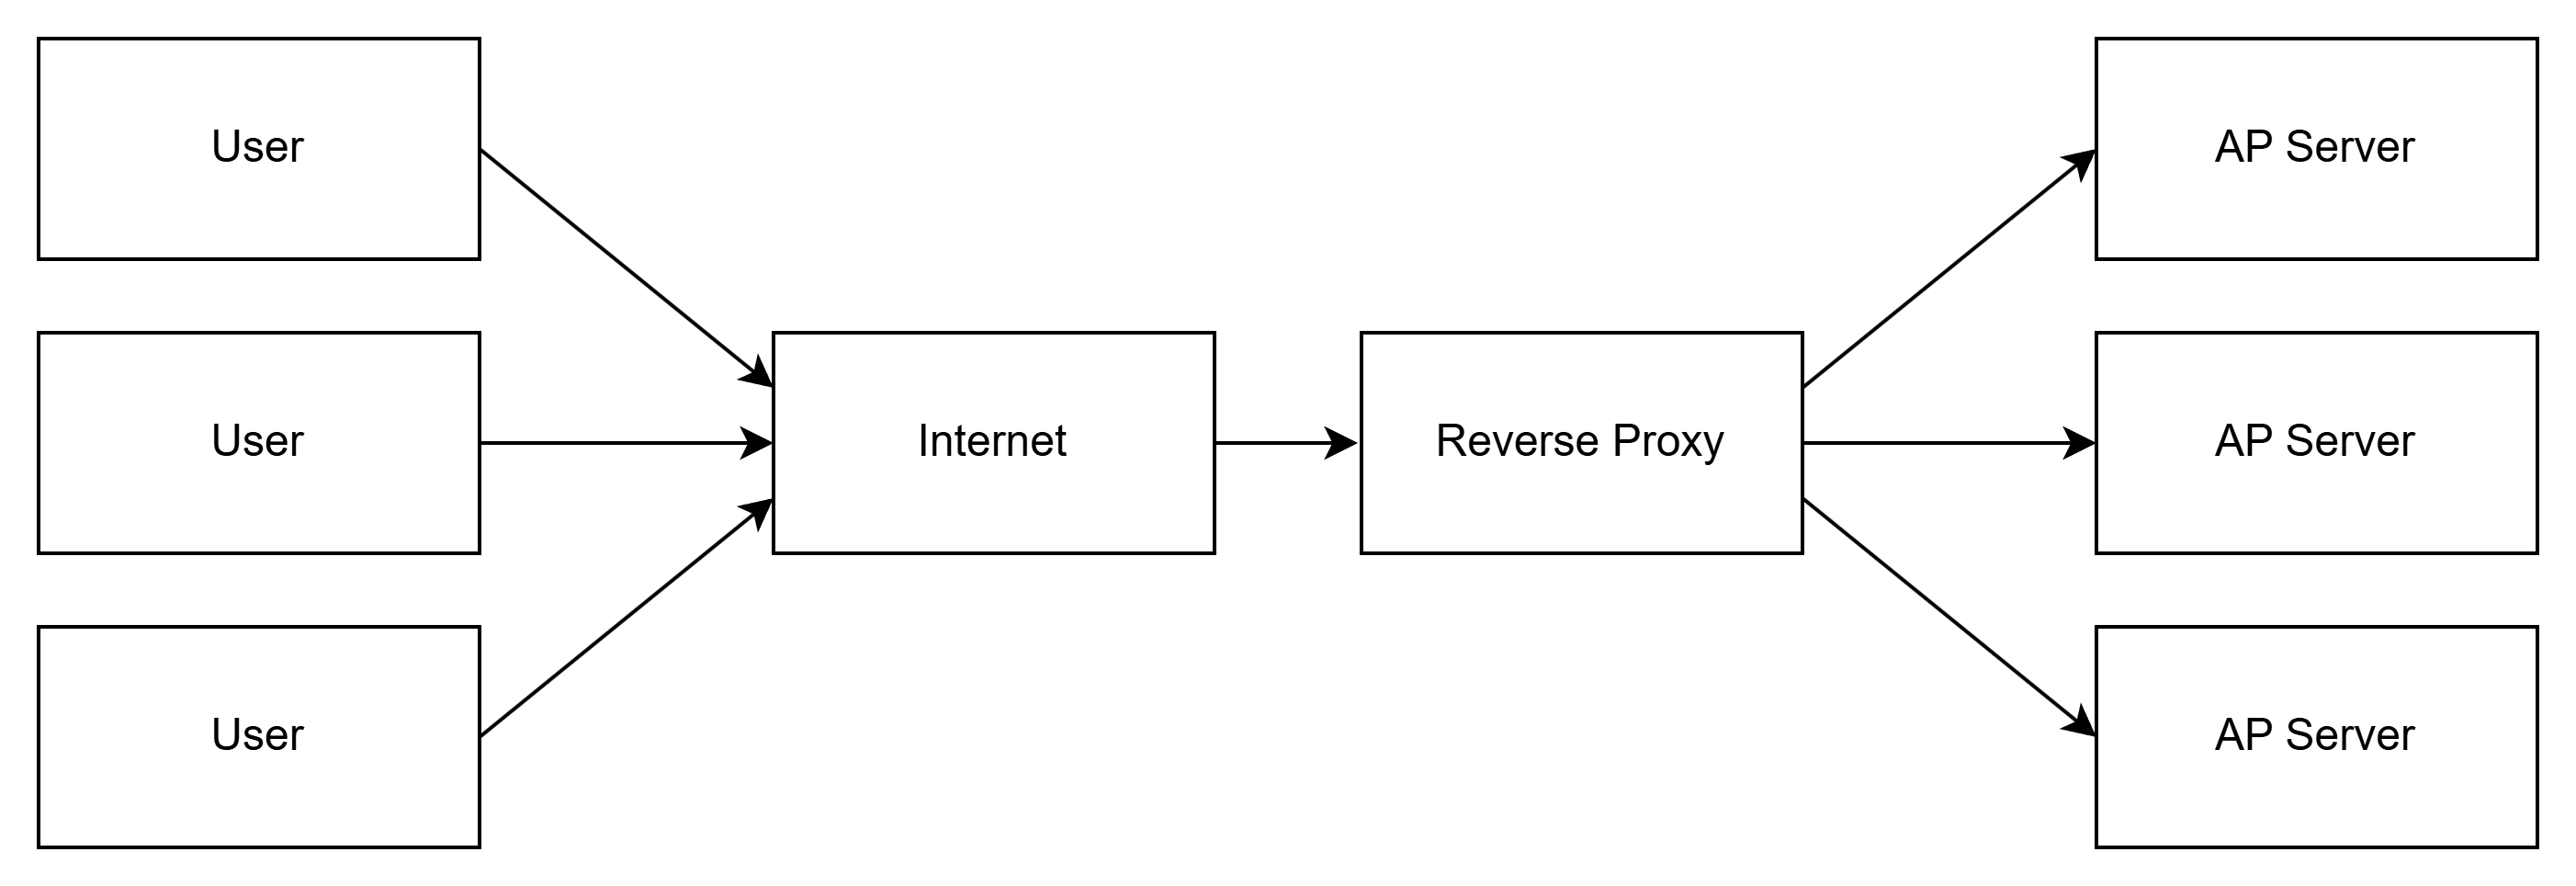 User
User
User
Internet
Reverse Proxy
AP Server
AP Server
AP Server